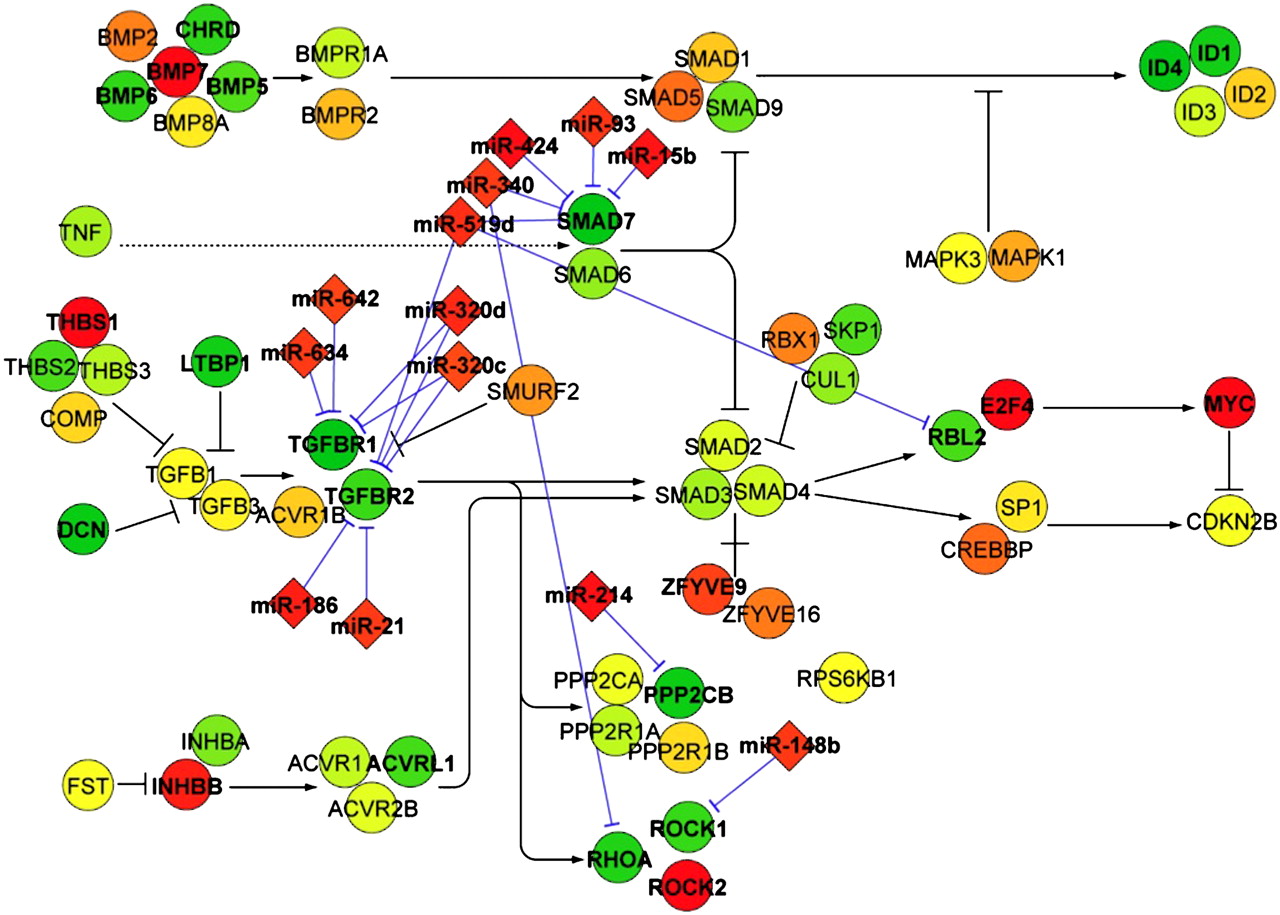 BMP2
CHRD
BMP7
BMP6
BMP5
BMP8A
BMPR1A
BMPR2
SMAD1
SMAD5
SMAD9
ID4
ID1
ID3
ID2
miR-93
miR-424
miR-15b
miR-340
miR-519d
SMAD7
SMAD6
TNF
MAPK3
MAPK1
THBS1
THBS2
THBS3
COMP
LTBP1
miR-642
miR-634
miR-320d
miR-320c
SMURF2
RBX1
SKP1
CUL1
E2F4
RBL2
MYC
TGFB1
TGFB3
TGFBR1
TGFBR2
ACVR1B
DCN
SMAD2
SMAD3
SMAD4
SP1
CREBBP
CDKN2B
miR-186
miR-21
miR-214
ZFYVE9
ZFYVE16
PPP2CA
PPP2CB
PPP2R1A
PPP2R1B
RPS6KB1
miR-148b
INHBA
FST
INHBB
ACVR1
ACVRL1
ACVR2B
ROCK1
RHOA
ROCK2